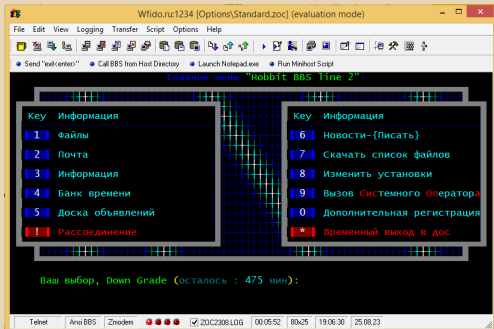 Wfido.ru:1234 [Options\Standard.zoc] (evaluation mode)
File Edit View Logging Transfer Script Options Help
Send "exit<enter>" Call BBS from Host Directory Launch Notepad.exe Run Minihost Script
Главное меню "Hobbit BBS line 2"
Key Информация
1 Файлы
2 Почта
3 Информация
4 Банк времени
5 Доска объявлений
! Рассоединение
Key Информация
6 Новости-{Писать}
7 Скачать список файлов
8 Изменить установки
9 Вызов Системного Оператора
0 Дополнительная регистрация
* Временный выход в дос
Ваш выбор, Down Grade (осталось : 475 мин):
Telnet Ansi BBS Zmodem ZOC2308.LOG 00:05:52 80x25 19:06:30 25.08.23